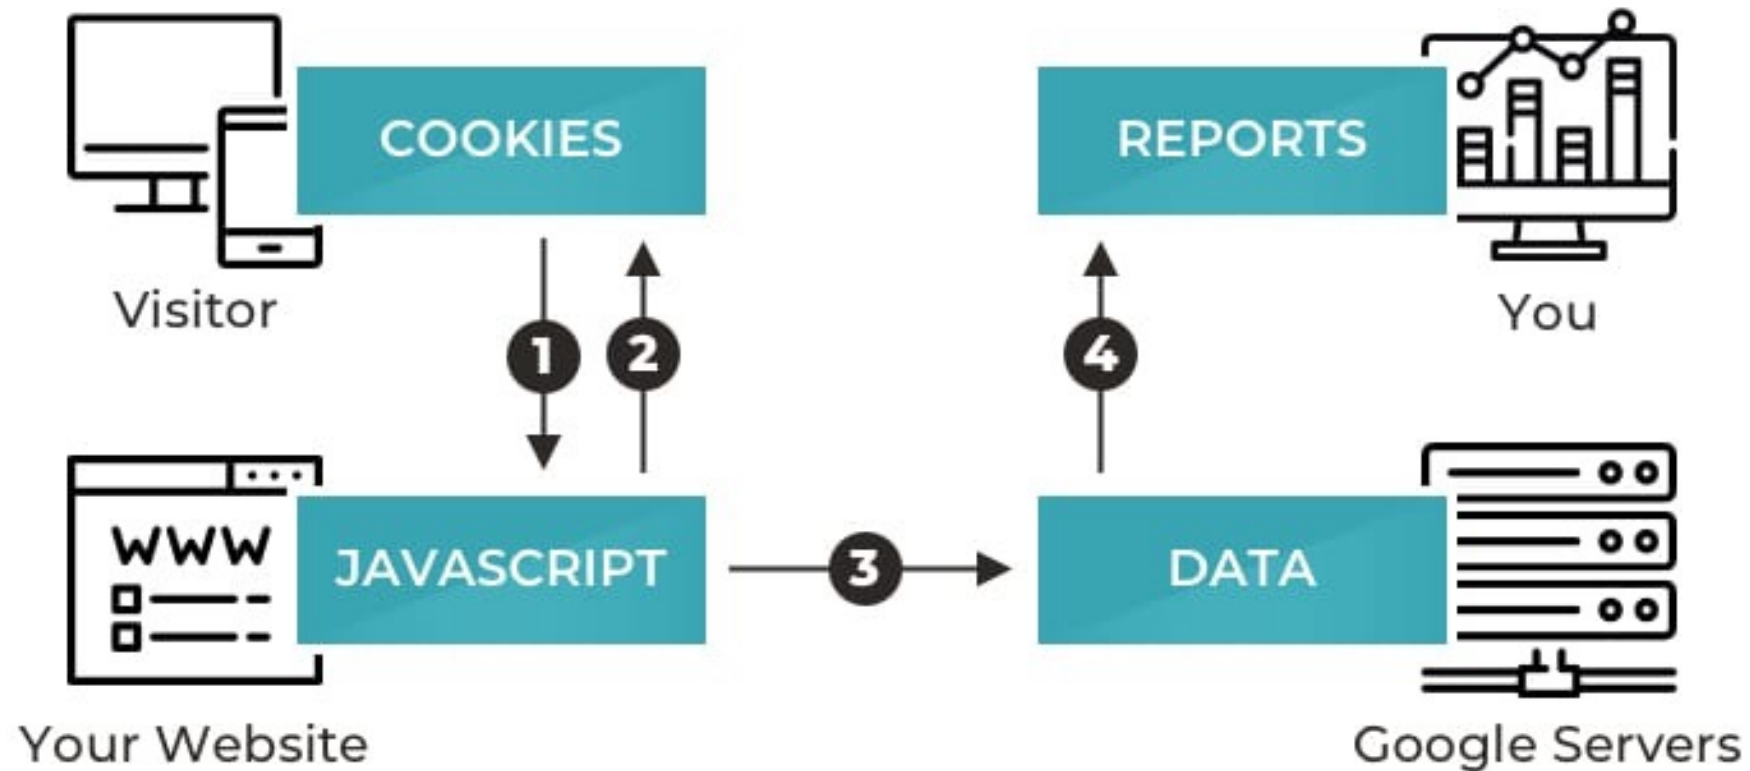 COOKIES
REPORTS
Visitor
You
1
2
4
WWW
JAVASCRIPT
3
DATA
Your Website
Google Servers